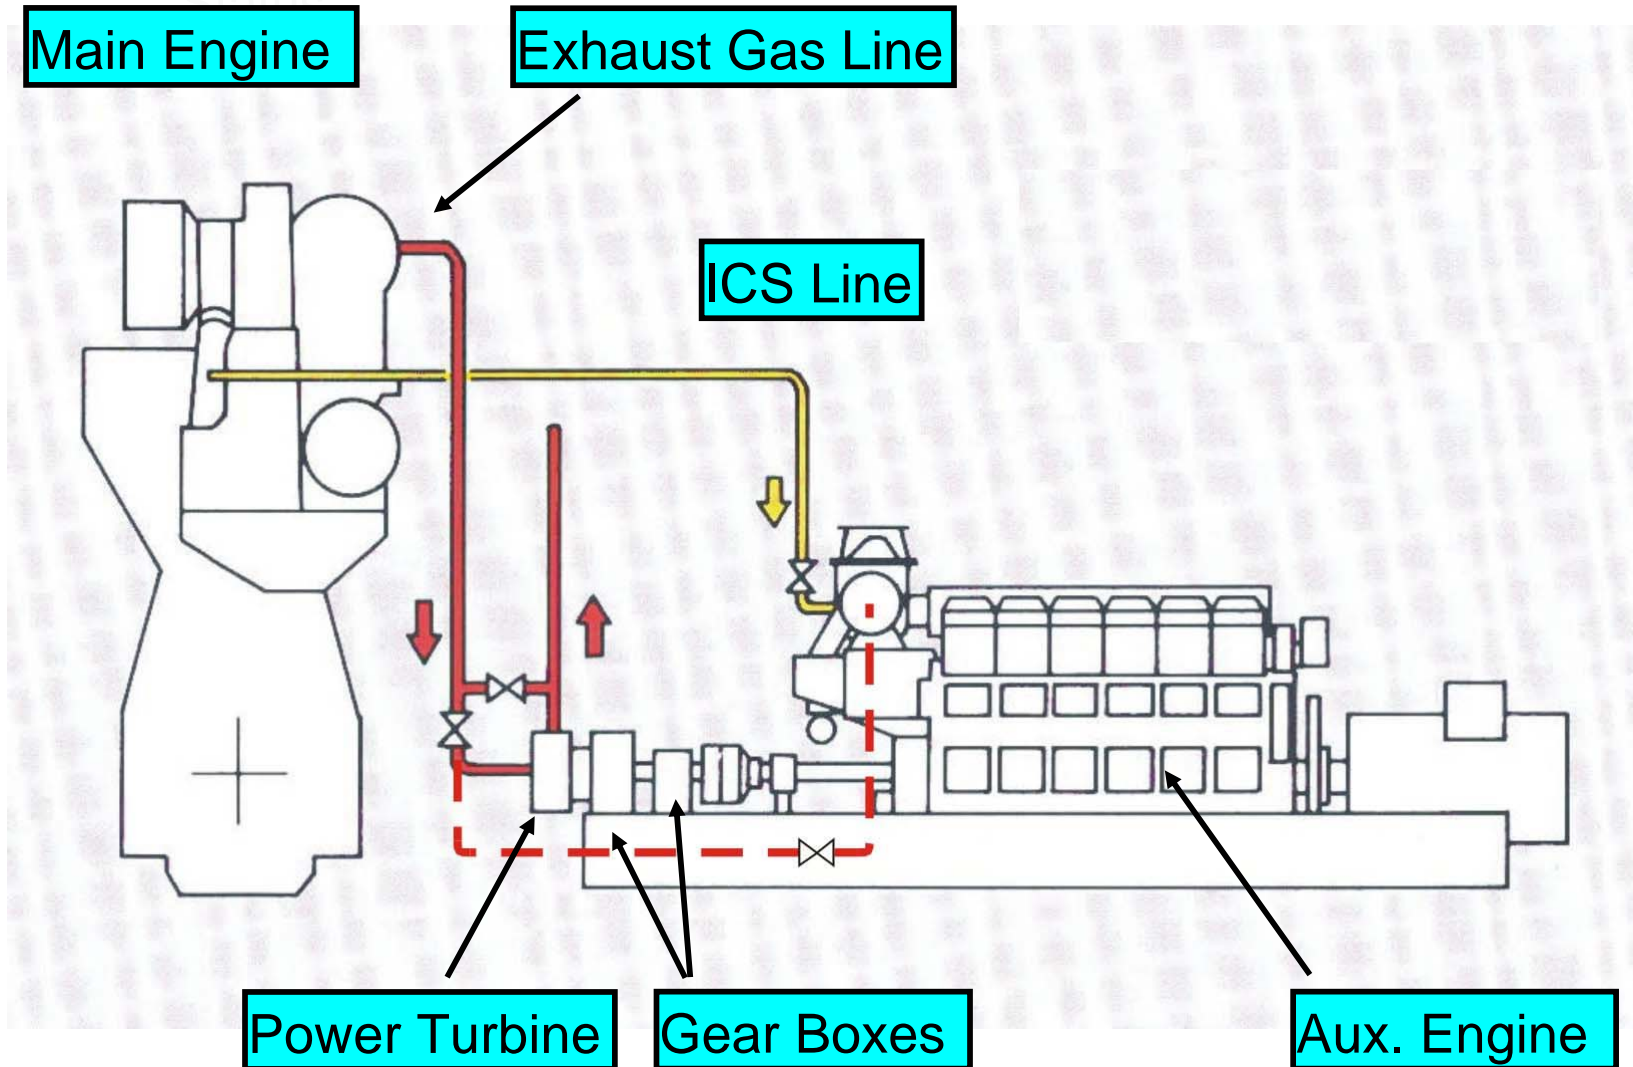 Main Engine
Exhaust Gas Line
ICS Line
Power Turbine
Gear Boxes
Aux. Engine